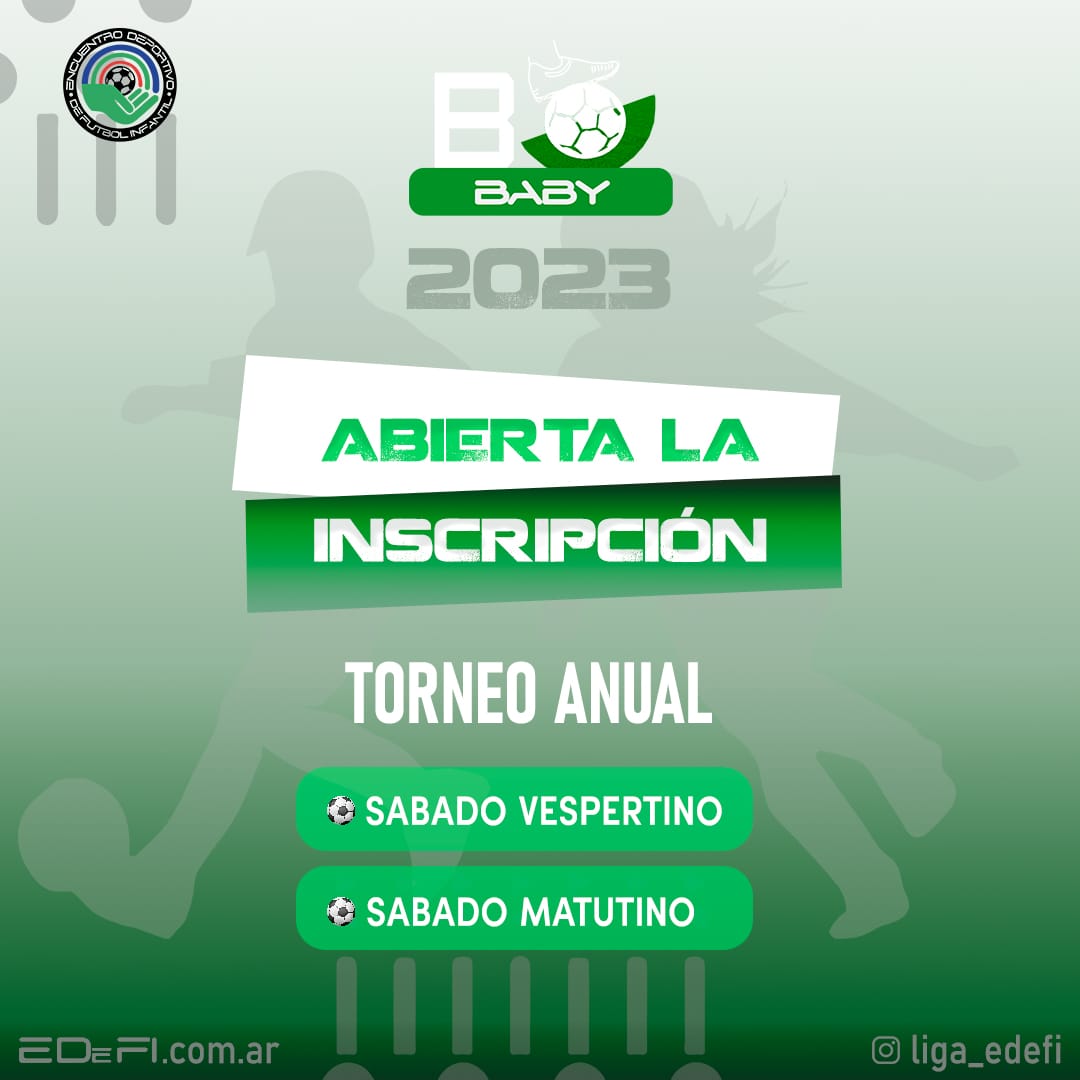 ENCUENTRO DEPORTIVO
DE FUTBOL INFANTIL
B
BABY
2023
ABIERTA LA
INSCRIPCIÓN
TORNEO ANUAL
SABADO VESPERTINO
SABADO MATUTINO
EDeFI.com.ar
liga_edefi